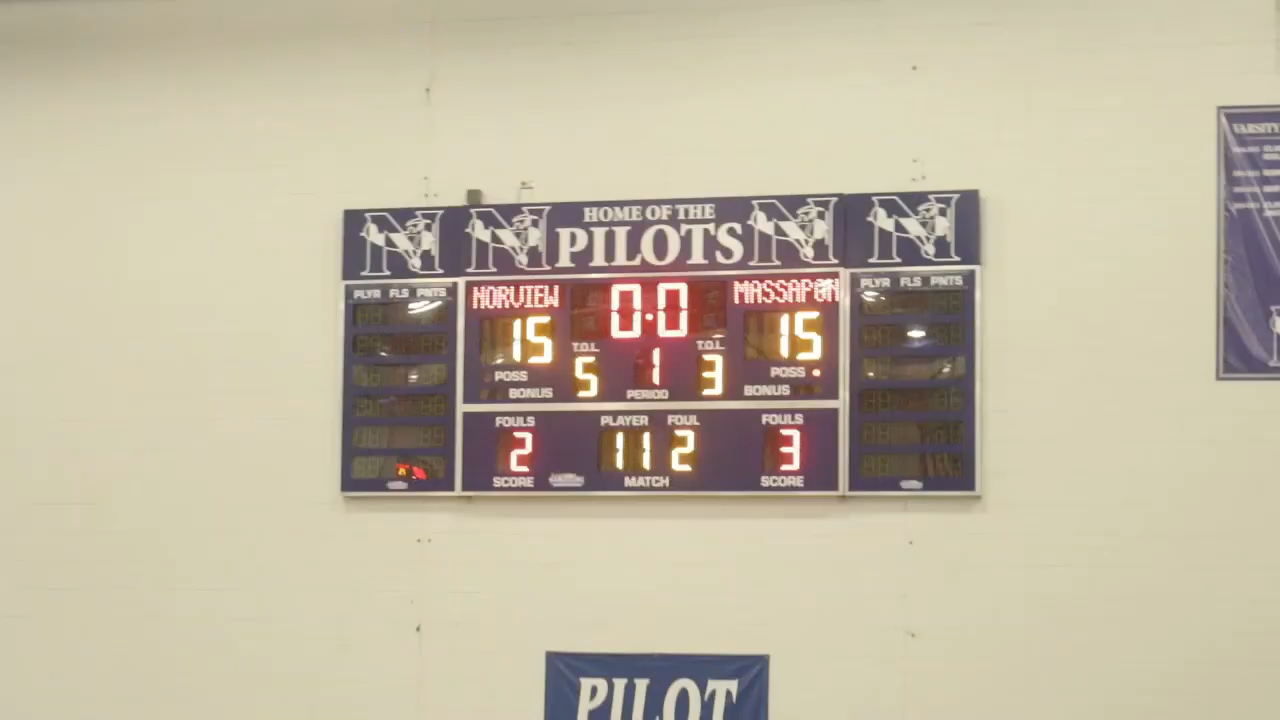 HOME OF THE
PILOTS
N N N N
PLYR FLS PNTS
NORVIEW 0.0 MASSAPON
15 T.O.L. T.O.L. 15
POSS 5 1 3 POSS
BONUS PERIOD BONUS
FOULS PLAYER FOUL FOULS
2 11 2 3
SCORE MATCH SCORE
PLYR FLS PNTS
VARSITY
PILOT